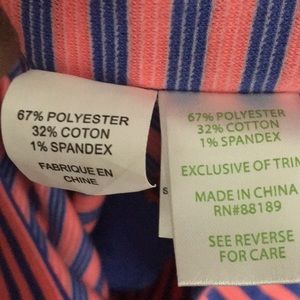 67% POLYESTER
32% COTON
1% SPANDEX
FABRIQUE EN
CHINE
67% POLYESTER
32% COTTON
1% SPANDEX
EXCLUSIVE OF TRIM
MADE IN CHINA
RN#88189
SEE REVERSE
FOR CARE
S